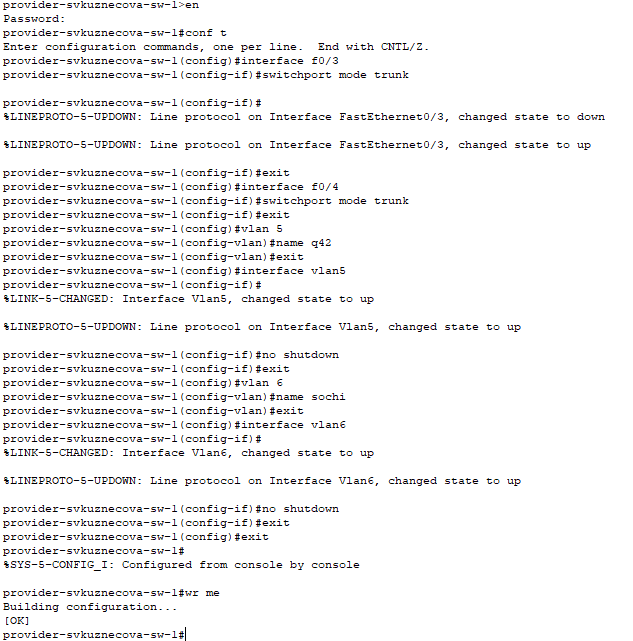 provider-svkuznecova-sw-1>en
Password:
provider-svkuznecova-sw-1#conf t
Enter configuration commands, one per line.  End with CNTL/Z.
provider-svkuznecova-sw-1(config)#interface f0/3
provider-svkuznecova-sw-1(config-if)#switchport mode trunk
provider-svkuznecova-sw-1(config-if)#
%LINEPROTO-5-UPDOWN: Line protocol on Interface FastEthernet0/3, changed state to down
%LINEPROTO-5-UPDOWN: Line protocol on Interface FastEthernet0/3, changed state to up
provider-svkuznecova-sw-1(config-if)#exit
provider-svkuznecova-sw-1(config)#interface f0/4
provider-svkuznecova-sw-1(config-if)#switchport mode trunk
provider-svkuznecova-sw-1(config-if)#exit
provider-svkuznecova-sw-1(config)#vlan 5
provider-svkuznecova-sw-1(config-vlan)#name q42
provider-svkuznecova-sw-1(config-vlan)#exit
provider-svkuznecova-sw-1(config)#interface vlan5
provider-svkuznecova-sw-1(config-if)#
%LINK-5-CHANGED: Interface Vlan5, changed state to up
%LINEPROTO-5-UPDOWN: Line protocol on Interface Vlan5, changed state to up
provider-svkuznecova-sw-1(config-if)#no shutdown
provider-svkuznecova-sw-1(config-if)#exit
provider-svkuznecova-sw-1(config)#vlan 6
provider-svkuznecova-sw-1(config-vlan)#name sochi
provider-svkuznecova-sw-1(config-vlan)#exit
provider-svkuznecova-sw-1(config)#interface vlan6
provider-svkuznecova-sw-1(config-if)#
%LINK-5-CHANGED: Interface Vlan6, changed state to up
%LINEPROTO-5-UPDOWN: Line protocol on Interface Vlan6, changed state to up
provider-svkuznecova-sw-1(config-if)#no shutdown
provider-svkuznecova-sw-1(config-if)#exit
provider-svkuznecova-sw-1(config)#exit
provider-svkuznecova-sw-1#
%SYS-5-CONFIG_I: Configured from console by console
provider-svkuznecova-sw-1#wr me
Building configuration...
[OK]
provider-svkuznecova-sw-1#